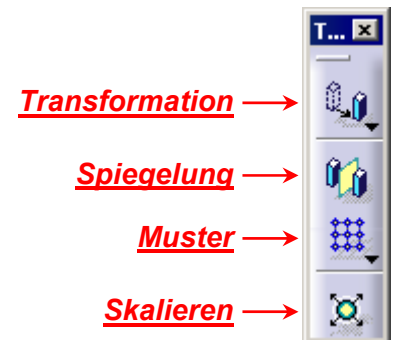 T...
Transformation
Spiegelung
Muster
Skalieren